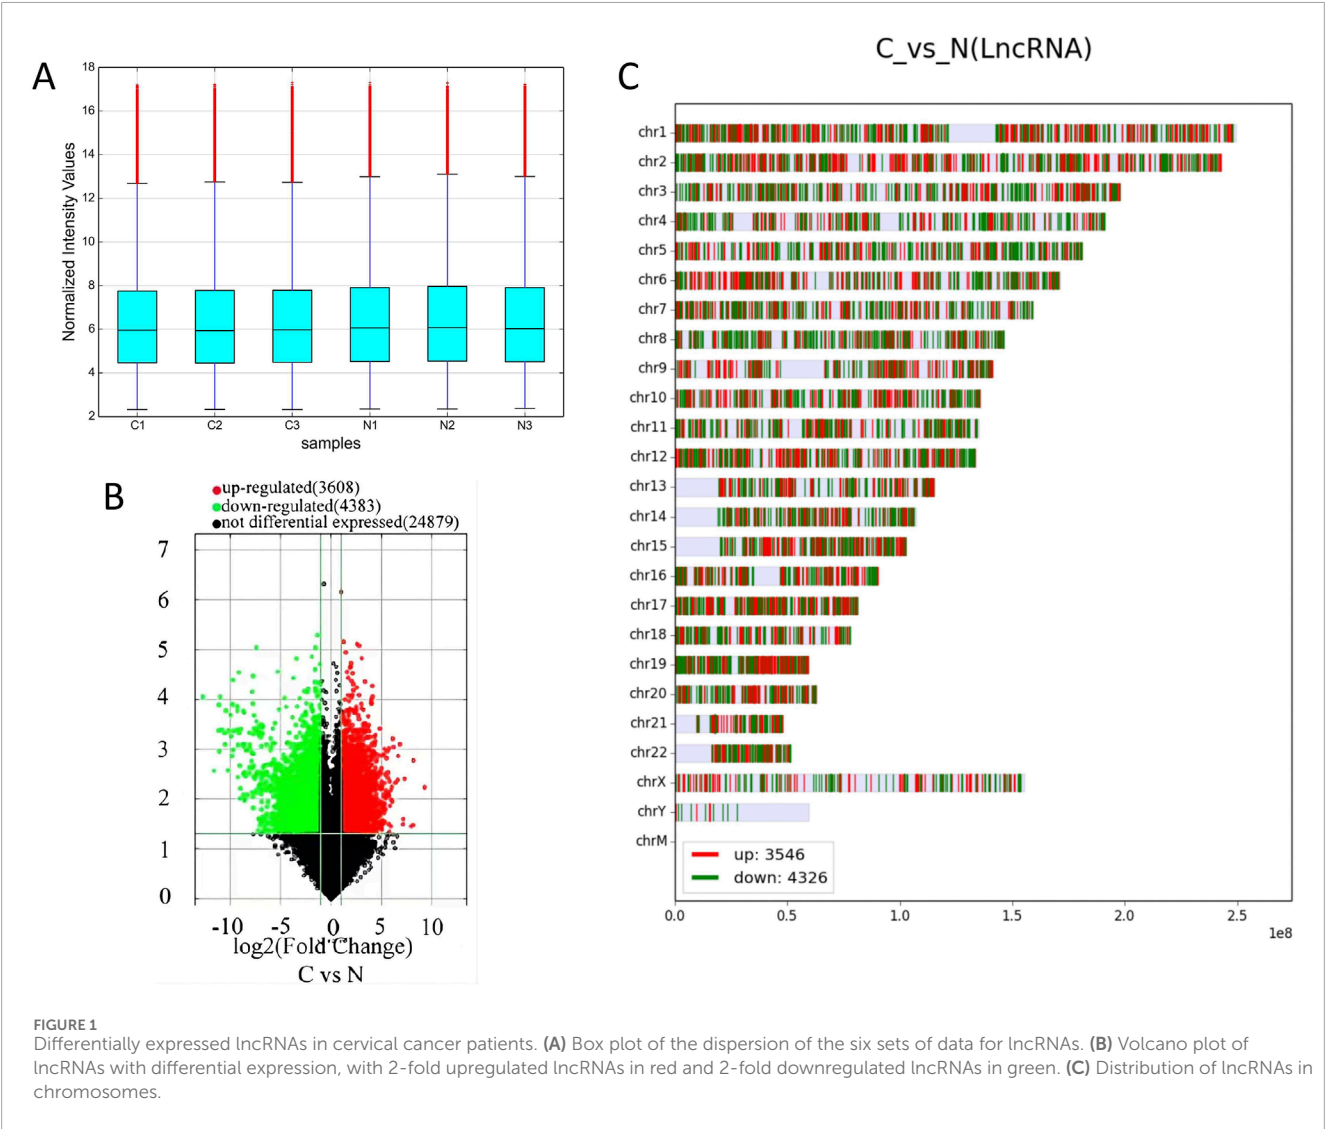 A
18
16
14
12
10
8
6
4
2
Normalized Intensity Values
C1 C2 C3 N1 N2 N3
samples
B
up-regulated(3608)
down-regulated(4383)
not differential expressed(24879)
7
6
5
4
3
2
1
0
-10 -5 0 5 10
log2(Fold Change)
C vs N
C_vs_N(LncRNA)
C
chr1
chr2
chr3
chr4
chr5
chr6
chr7
chr8
chr9
chr10
chr11
chr12
chr13
chr14
chr15
chr16
chr17
chr18
chr19
chr20
chr21
chr22
chrX
chrY
chrM
up: 3546
down: 4326
0.0 0.5 1.0 1.5 2.0 2.5
1e8
FIGURE 1
Differentially expressed lncRNAs in cervical cancer patients. (A) Box plot of the dispersion of the six sets of data for lncRNAs. (B) Volcano plot of
lncRNAs with differential expression, with 2-fold upregulated lncRNAs in red and 2-fold downregulated lncRNAs in green. (C) Distribution of lncRNAs in
chromosomes.